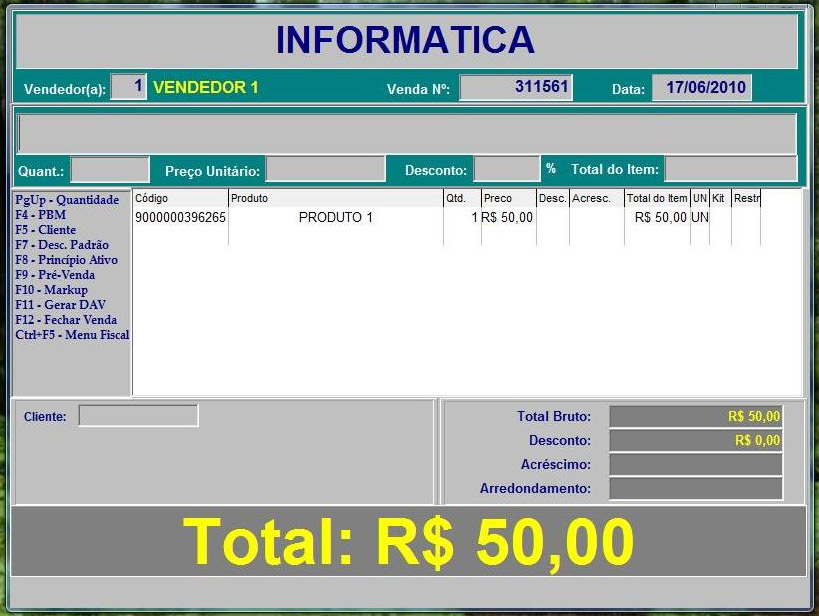 INFORMATICA
Vendedor(a): 1 VENDEDOR 1 Venda Nº: 311561 Data: 17/06/2010
Quant.: Preço Unitário: Desconto: % Total do Item:
PgUp - Quantidade
F4 - PBM
F5 - Cliente
F7 - Desc. Padrão
F8 - Princípio Ativo
F9 - Pré-Venda
F10 - Markup
F11 - Gerar DAV
F12 - Fechar Venda
Ctrl+F5 - Menu Fiscal
Código Produto Qtd. Preco Desc. Acresc. Total do Item UN Kit Restri
9000000396265 PRODUTO 1 1 R$ 50,00 R$ 50,00 UN
Cliente:
Total Bruto: R$ 50,00
Desconto: R$ 0,00
Acréscimo:
Arredondamento:
Total: R$ 50,00